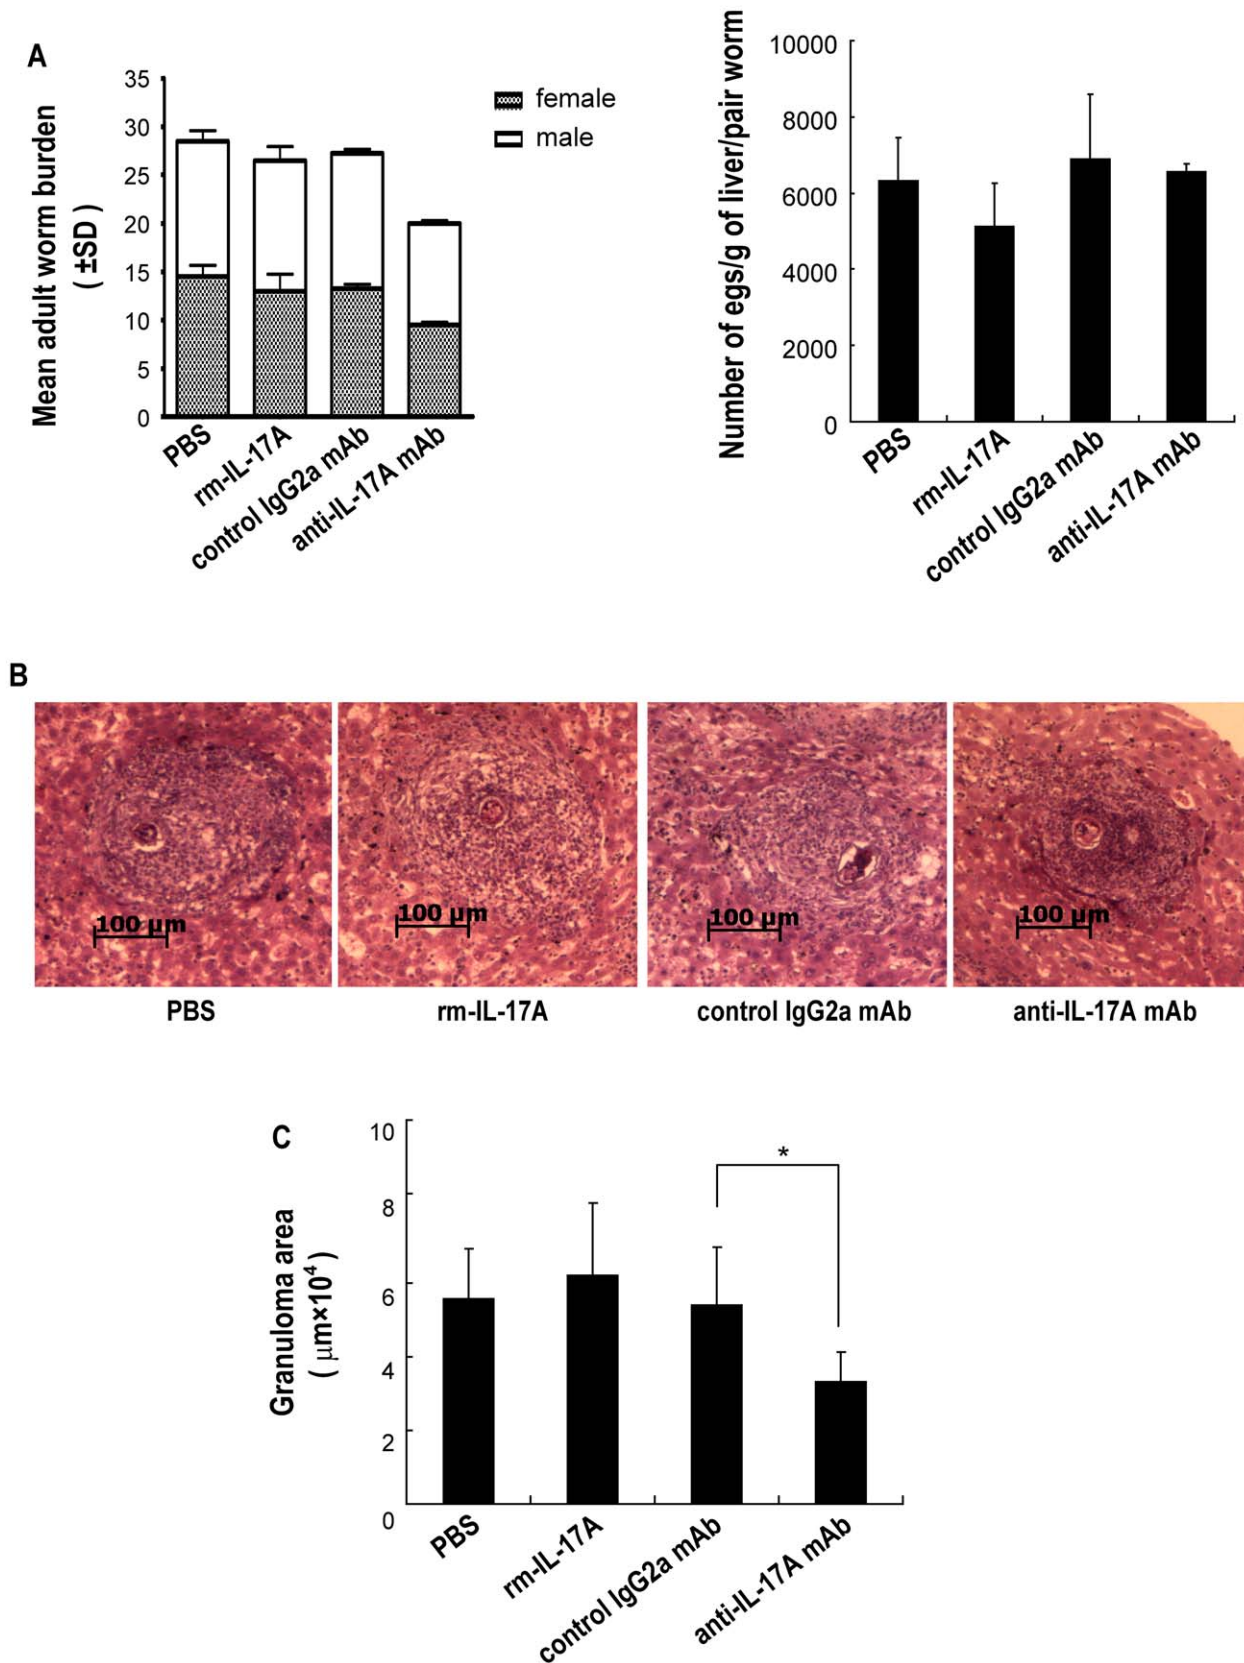 A
Mean adult worm burden
( ±SD )
35
30
25
20
15
10
5
0
female
male
PBS
rm-IL-17A
control IgG2a mAb
anti-IL-17A mAb
Number of egs/g of liver/pair worm
10000
8000
6000
4000
2000
0
PBS
rm-IL-17A
control IgG2a mAb
anti-IL-17A mAb
B
100 µm
100 µm
100 µm
100 µm
PBS
rm-IL-17A
control IgG2a mAb
anti-IL-17A mAb
C
Granuloma area
( µm×10⁴ )
10
8
6
4
2
0
*
PBS
rm-IL-17A
control IgG2a mAb
anti-IL-17A mAb